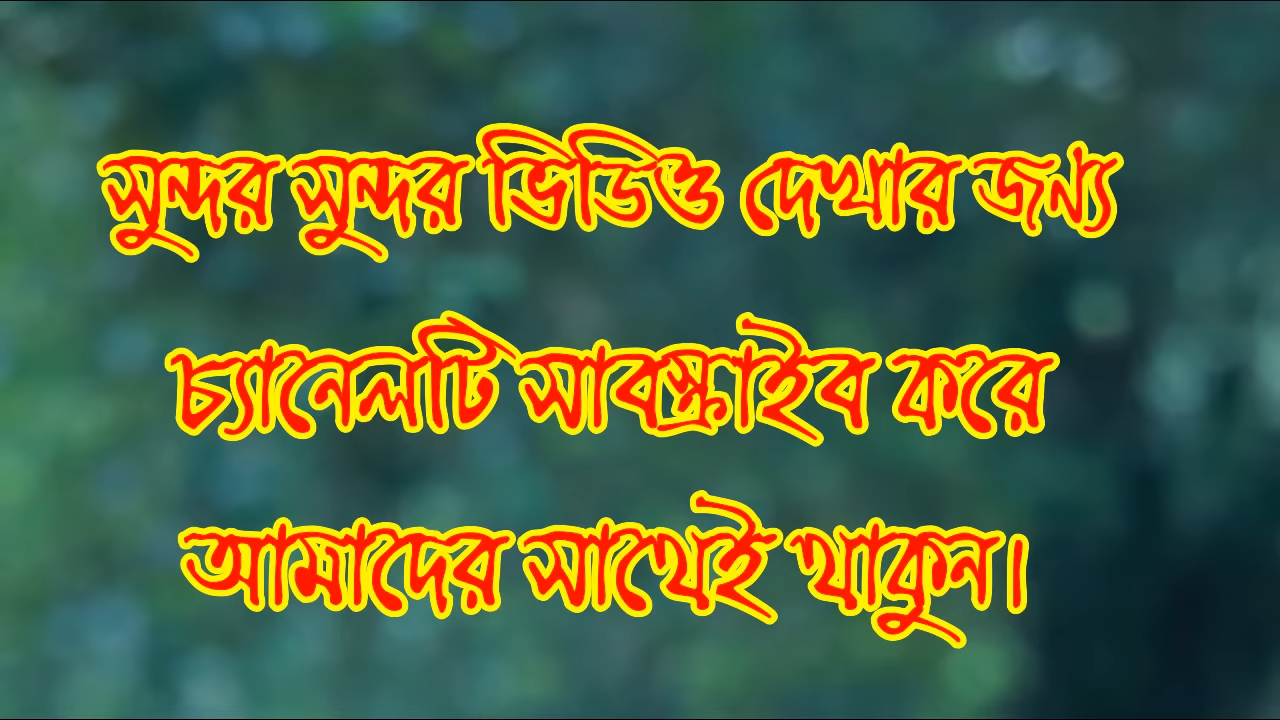 সুন্দর সুন্দর ভিডিও দেখার জন্য
চ্যানেলটি সাবস্ক্রাইব করে
আমাদের সাথেই থাকুন।